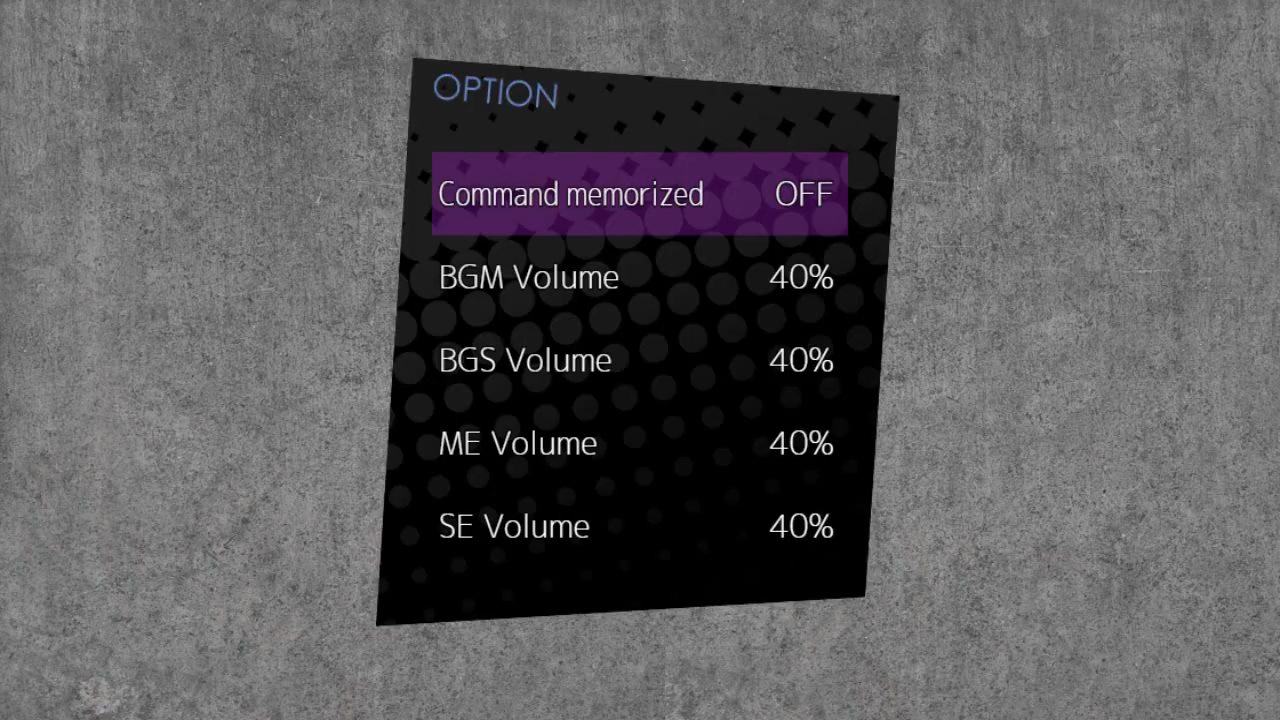 OPTION
Command memorized OFF
BGM Volume 40%
BGS Volume 40%
ME Volume 40%
SE Volume 40%